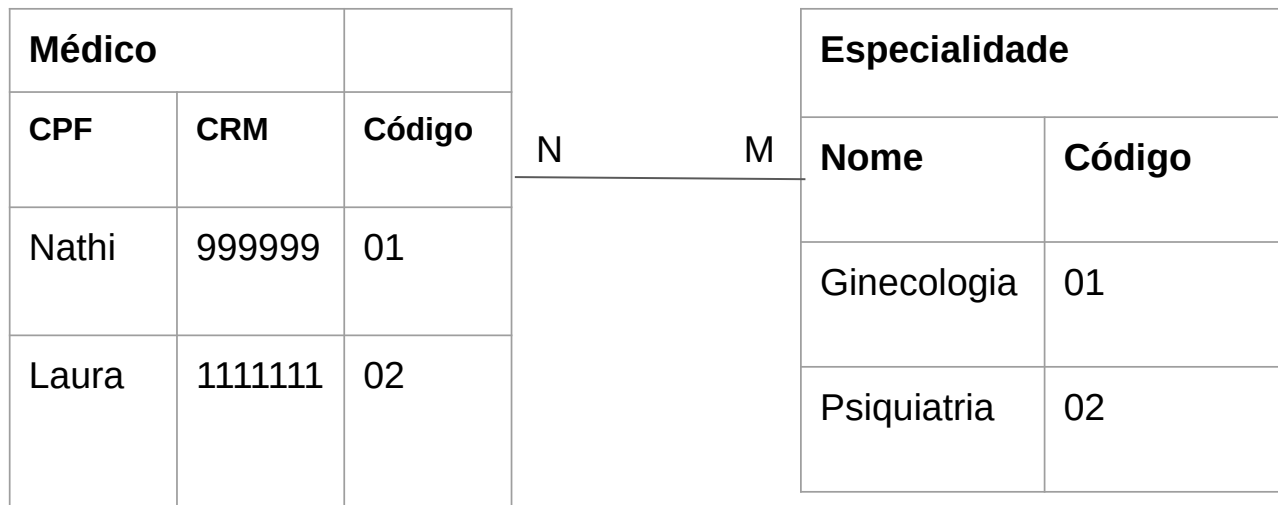 Médico
CPF CRM Código
Nathi 999999 01
Laura 1111111 02
N M
Especialidade
Nome Código
Ginecologia 01
Psiquiatria 02